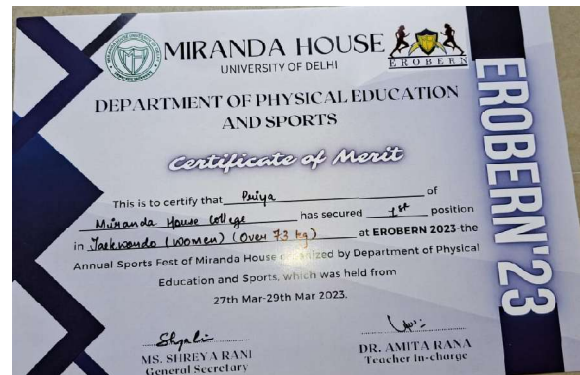 MIRANDA HOUSE
UNIVERSITY OF DELHI
EROBERN
DEPARTMENT OF PHYSICAL EDUCATION
AND SPORTS
Certificate of Merit
This is to certify that Priya of
Miranda House College has secured 1st position
in Taekwondo (Women) (Over 73 kg) at EROBERN 2023-the
Annual Sports Fest of Miranda House organized by Department of Physical
Education and Sports, which was held from
27th Mar-29th Mar 2023.
MS. SHREYA RANI
General Secretary
DR. AMITA RANA
Teacher In-charge
EROBERN'23